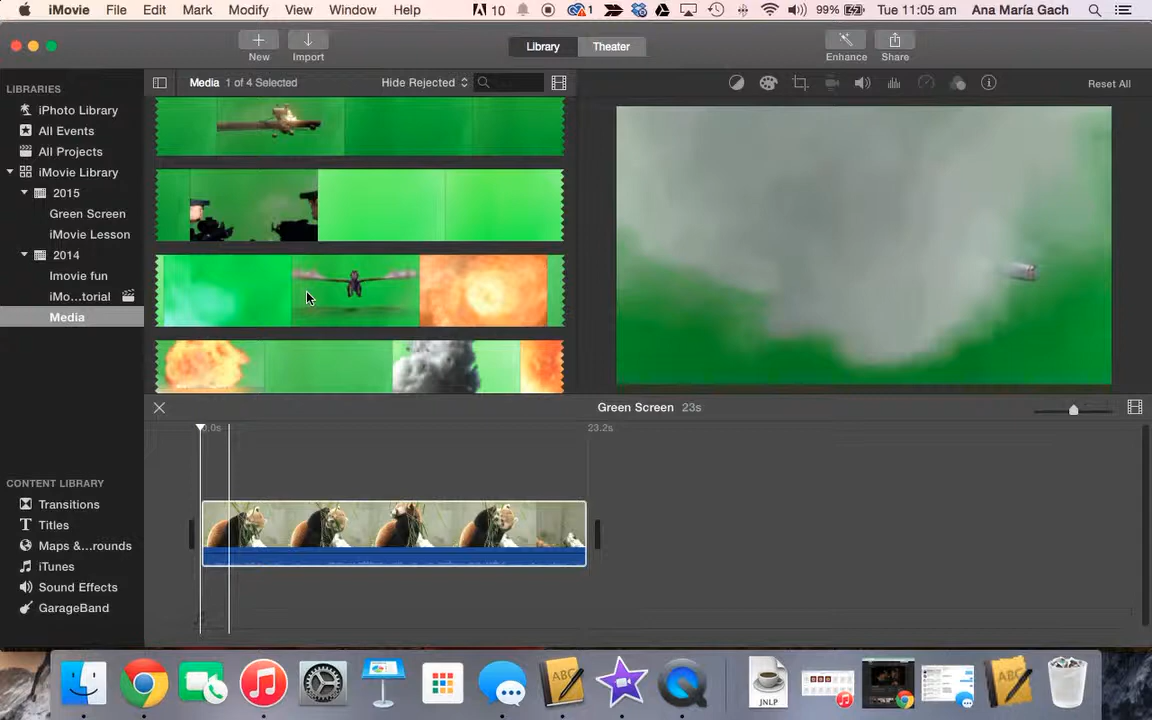 iMovie File Edit Mark Modify View Window Help 10 1 99% Tue 11:05 am Ana María Gach
New Import Library Theater Enhance Share
LIBRARIES Media 1 of 4 Selected Hide Rejected Reset All
iPhoto Library
All Events
All Projects
iMovie Library
2015
Green Screen
iMovie Lesson
2014
Imovie fun
iMo...torial
Media
Green Screen 23s
23.2s
CONTENT LIBRARY
Transitions
T Titles
Maps &...rounds
iTunes
Sound Effects
GarageBand
ABC JNLP ABC